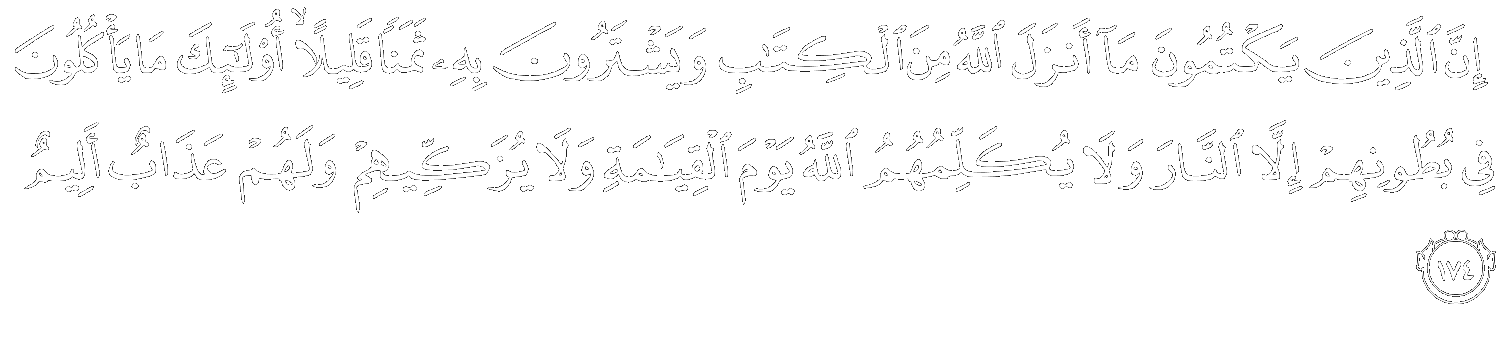 إِنَّ ٱلَّذِينَ يَكْتُمُونَ مَآ أَنزَلَ ٱللَّهُ مِنَ ٱلْكِتَٰبِ وَيَشْتَرُونَ بِهِۦ ثَمَنًا قَلِيلًا ۙ أُو۟لَٰٓئِكَ مَا يَأْكُلُونَ
فِى بُطُونِهِمْ إِلَّا ٱلنَّارَ وَلَا يُكَلِّمُهُمُ ٱللَّهُ يَوْمَ ٱلْقِيَٰمَةِ وَلَا يُزَكِّيهِمْ وَلَهُمْ عَذَابٌ أَلِيمٌ
١٧٤